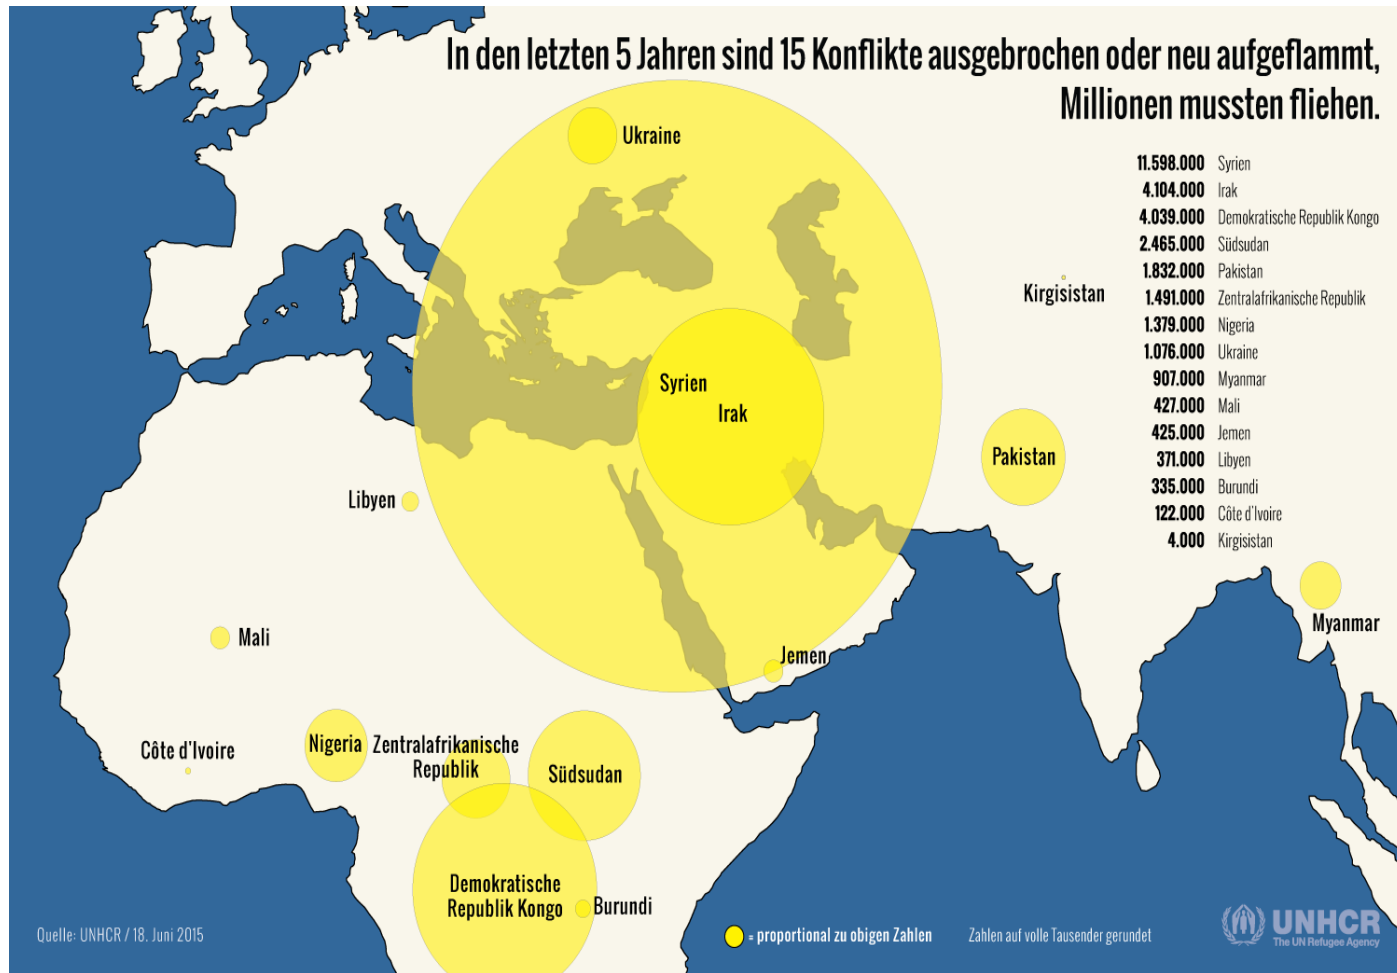 In den letzten 5 Jahren sind 15 Konflikte ausgebrochen oder neu aufgeflammt,
Millionen mussten fliehen.
11.598.000 Syrien
4.104.000 Irak
4.039.000 Demokratische Republik Kongo
2.465.000 Südsudan
1.832.000 Pakistan
1.491.000 Zentralafrikanische Republik
1.379.000 Nigeria
1.076.000 Ukraine
907.000 Myanmar
427.000 Mali
425.000 Jemen
371.000 Libyen
335.000 Burundi
122.000 Côte d'Ivoire
4.000 Kirgisistan
Ukraine
Kirgisistan
Syrien
Irak
Pakistan
Libyen
Myanmar
Mali
Jemen
Côte d'Ivoire
Nigeria
Zentralafrikanische
Republik
Südsudan
Demokratische
Republik Kongo
Burundi
Quelle: UNHCR / 18. Juni 2015
= proportional zu obigen Zahlen
Zahlen auf volle Tausender gerundet
UNHCR
The UN Refugee Agency